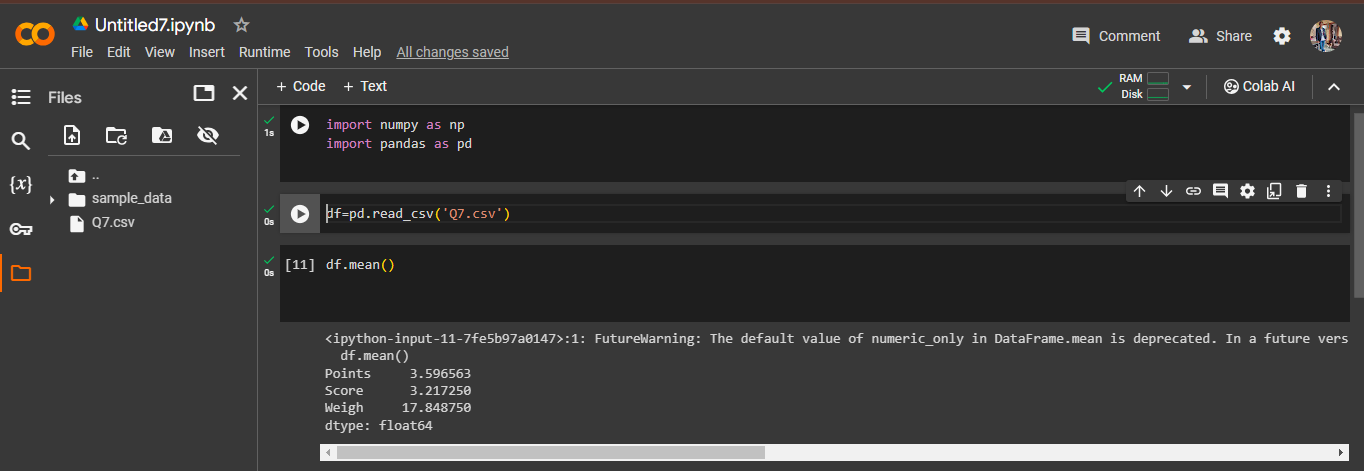 Untitled7.ipynb
File Edit View Insert Runtime Tools Help All changes saved
Comment Share
Files
+ Code + Text
RAM
Disk
Colab AI
..
sample_data
Q7.csv
{x}
1s
import numpy as np
import pandas as pd
0s
df=pd.read_csv('Q7.csv')
0s
[11] df.mean()
<ipython-input-11-7fe5b97a0147>:1: FutureWarning: The default value of numeric_only in DataFrame.mean is deprecated. In a future vers
df.mean()
Points 3.596563
Score 3.217250
Weigh 17.848750
dtype: float64